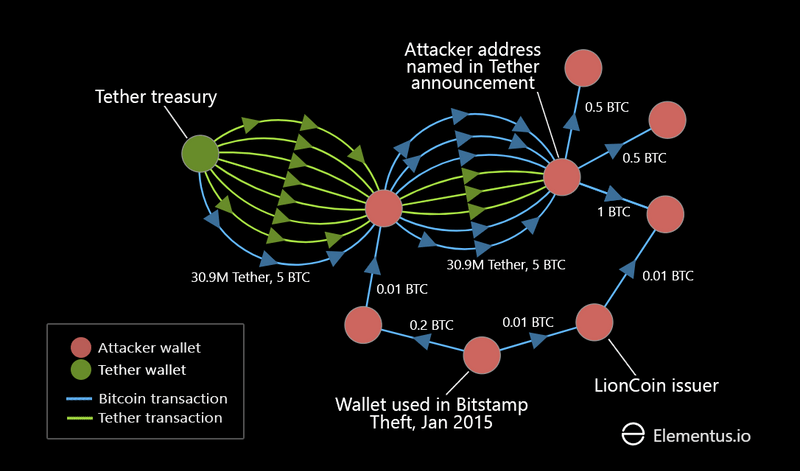 Attacker address
named in Tether
announcement
Tether treasury
0.5 BTC
0.5 BTC
1 BTC
30.9M Tether, 5 BTC
30.9M Tether, 5 BTC
0.01 BTC
0.01 BTC
0.2 BTC
0.01 BTC
Attacker wallet
Tether wallet
Bitcoin transaction
Tether transaction
Wallet used in Bitstamp
Theft, Jan 2015
LionCoin issuer
Elementus.io